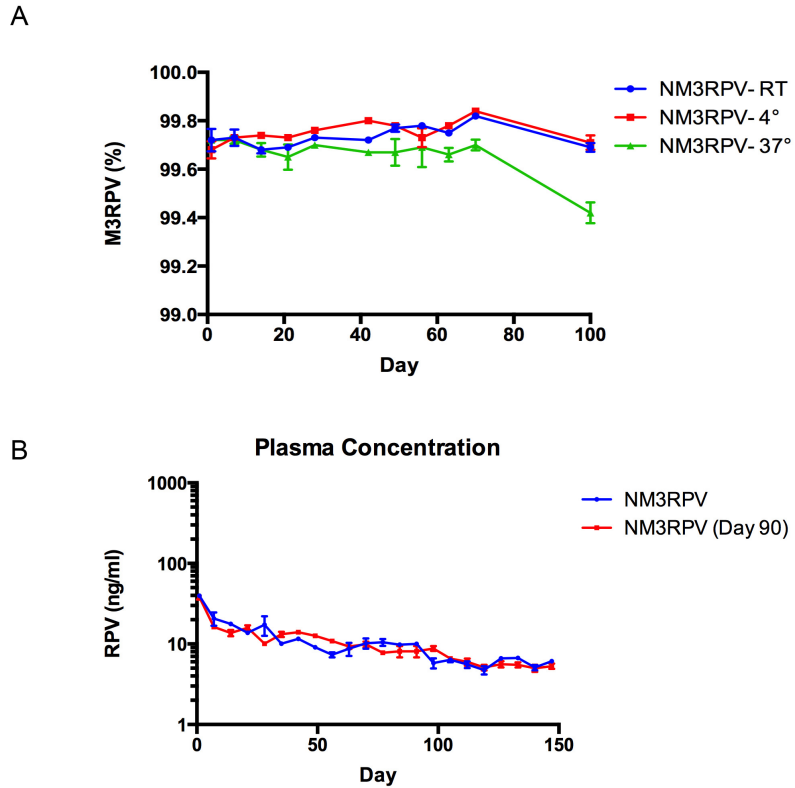 A
100.0
99.8
99.6
99.4
99.2
99.0
M3RPV (%)
0 20 40 60 80 100
Day
NM3RPV- RT
NM3RPV- 4°
NM3RPV- 37°
B
Plasma Concentration
1000
100
10
1
RPV (ng/ml)
0 50 100 150
Day
NM3RPV
NM3RPV (Day 90)